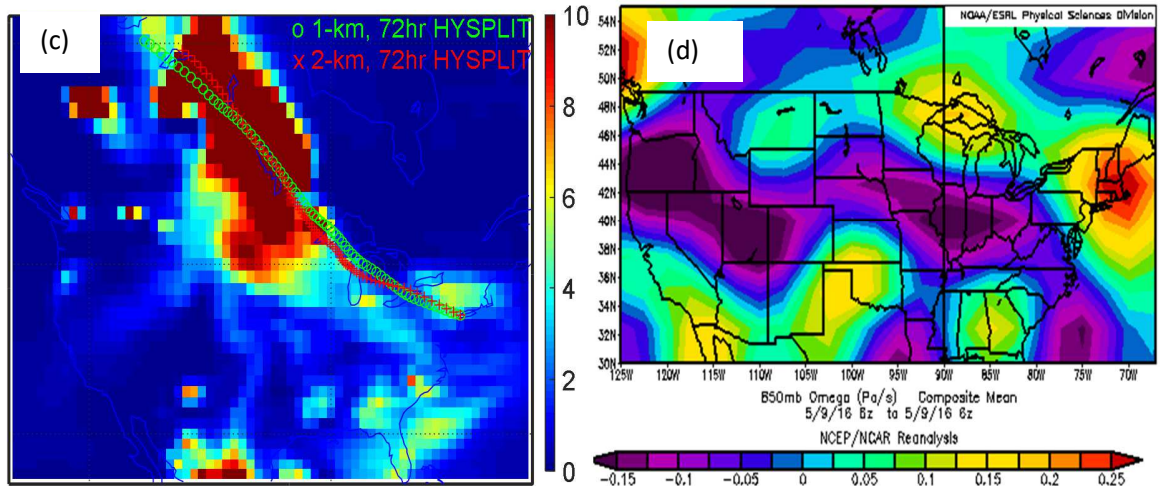 (c)
o 1-km, 72hr HYSPLIT
x 2-km, 72hr HYSPLIT
10
8
6
4
2
0
(d)
NOAA/ESRL Physical Sciences Division
55N
52N
50N
48N
46N
44N
42N
40N
38N
36N
34N
32N
30N
125W 120W 115W 110W 105W 100W 95W 90W 85W 80W 75W 70W
850mb Omega (Pa/s) Composite Mean
5/9/16 6z to 5/9/16 6z
NCEP/NCAR Reanalysis
-0.15 -0.1 -0.05 0 0.05 0.1 0.15 0.2 0.25